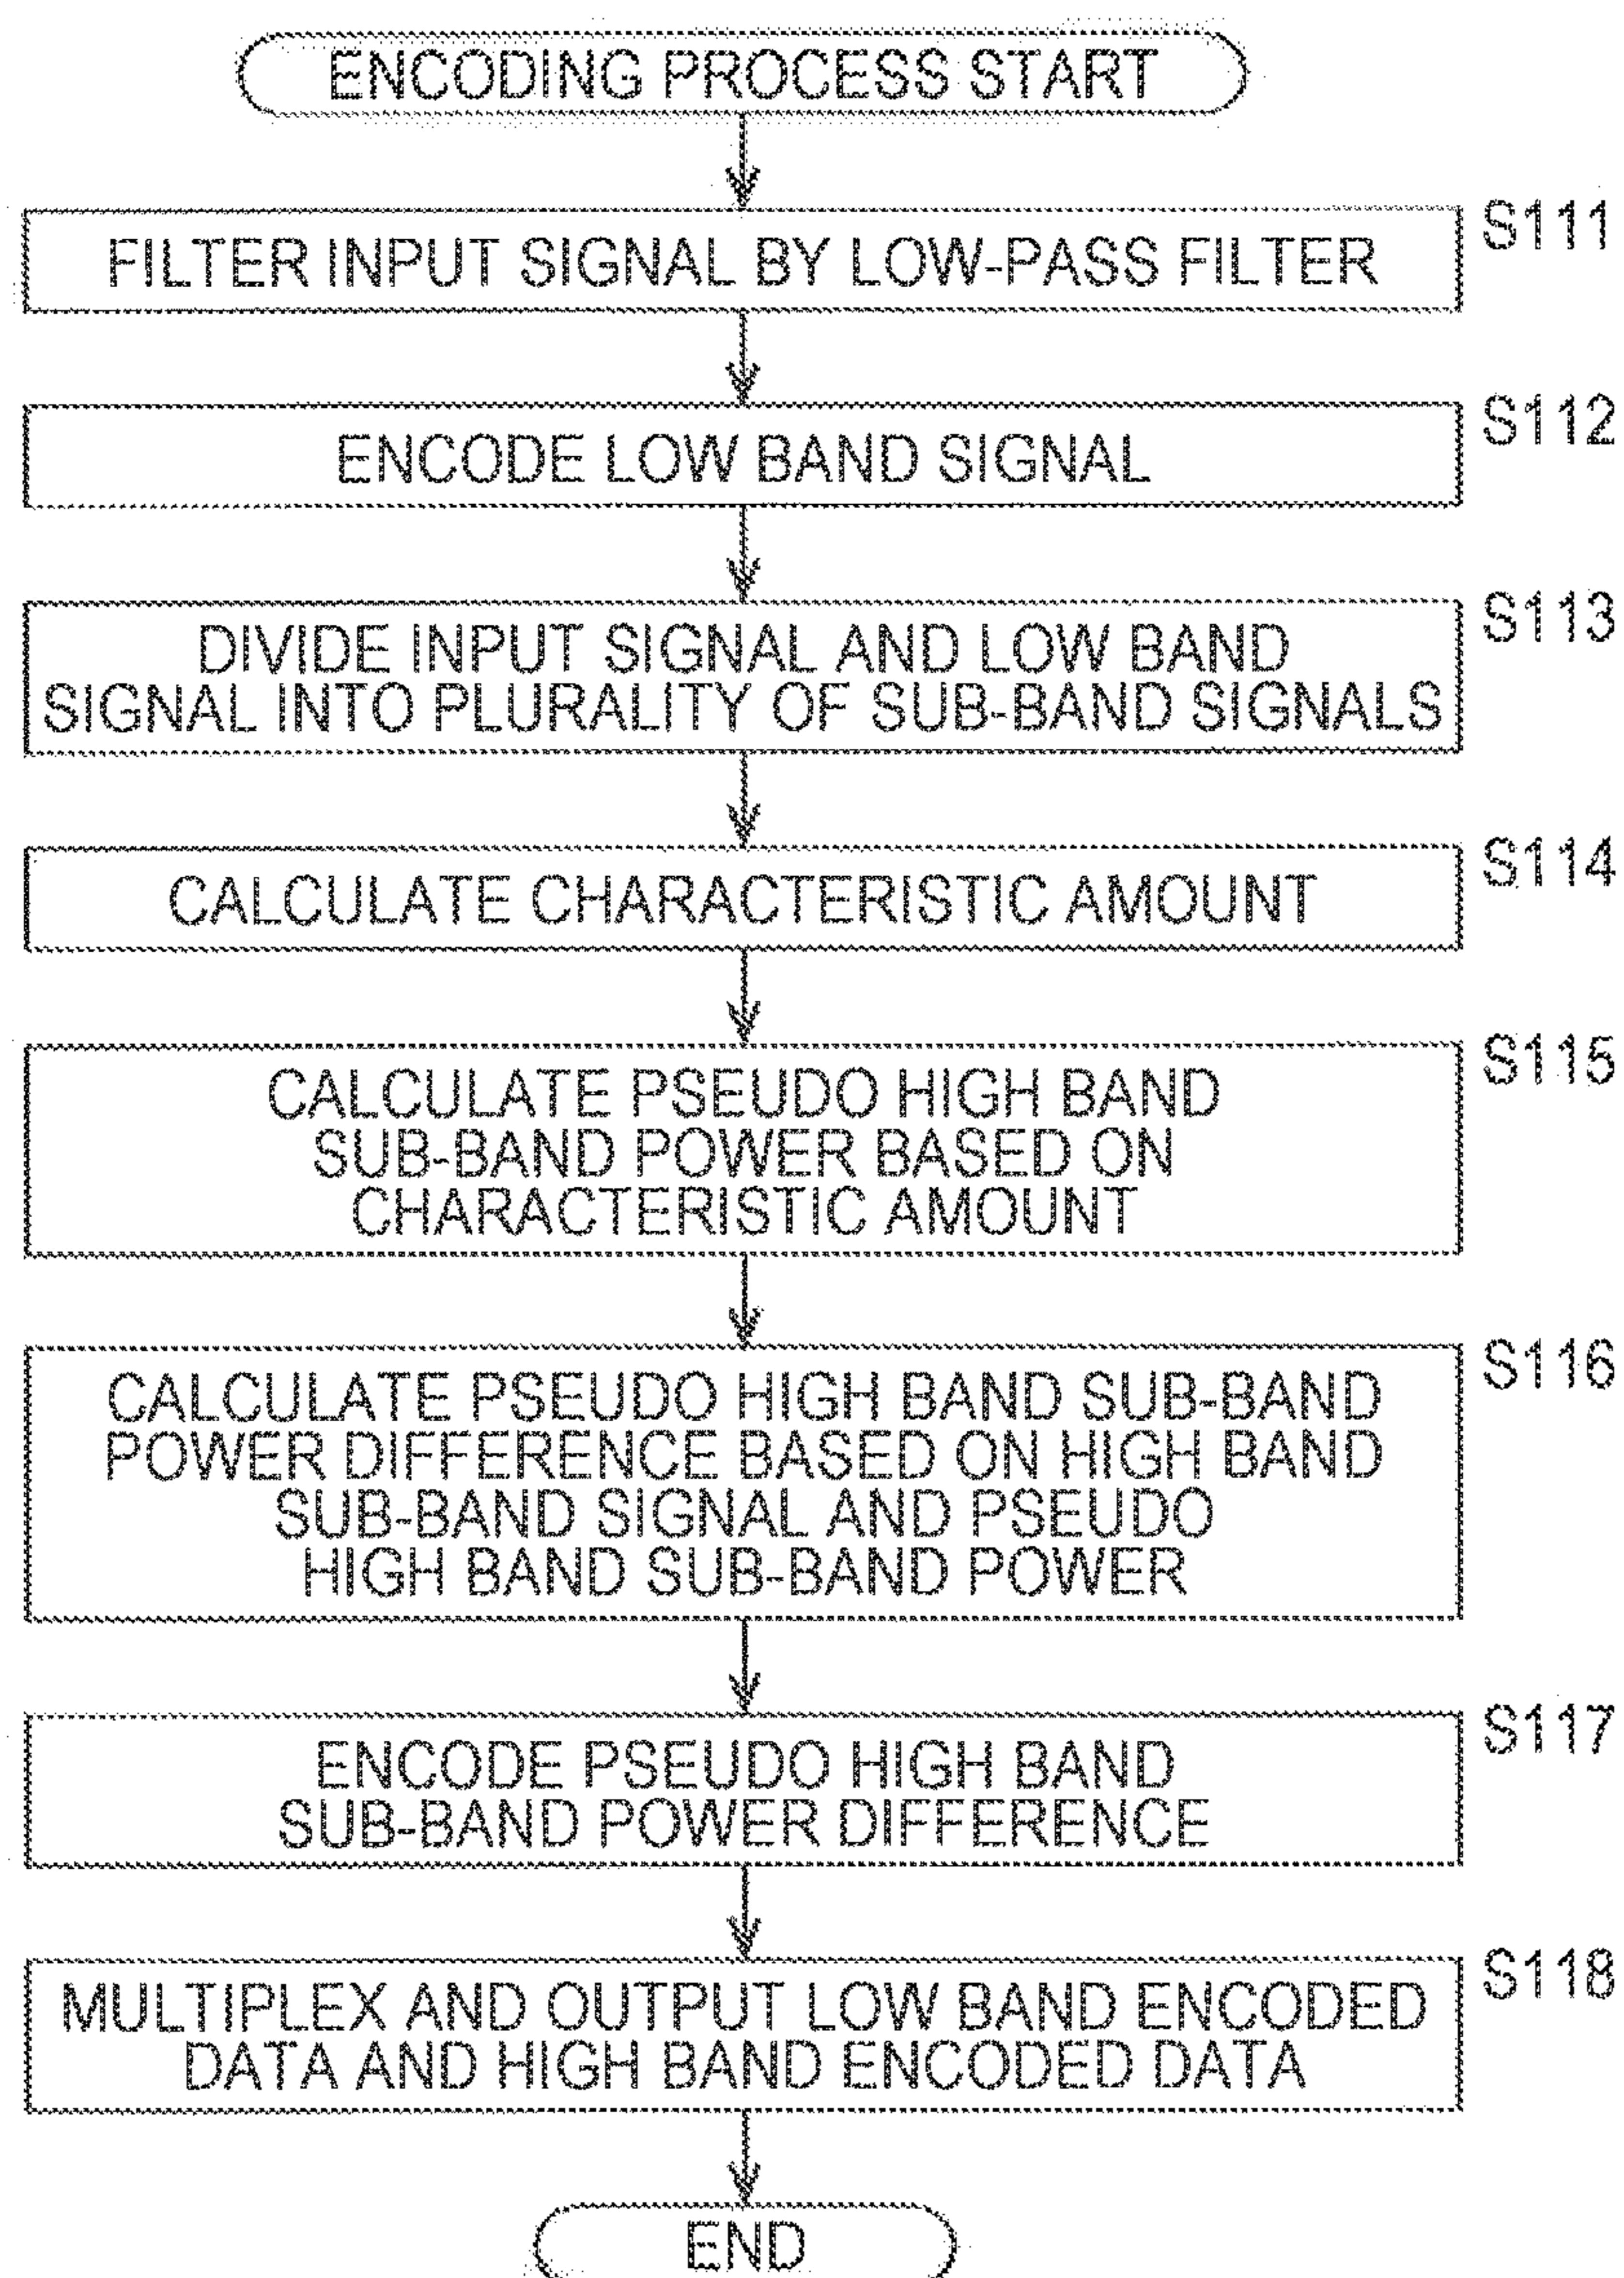 ENCODING PROCESS START
S111
FILTER INPUT SIGNAL BY LOW-PASS FILTER
S112
ENCODE LOW BAND SIGNAL
S113
DIVIDE INPUT SIGNAL AND LOW BAND
SIGNAL INTO PLURALITY OF SUB-BAND SIGNALS
S114
CALCULATE CHARACTERISTIC AMOUNT
S115
CALCULATE PSEUDO HIGH BAND
SUB-BAND POWER BASED ON
CHARACTERISTIC AMOUNT
S116
CALCULATE PSEUDO HIGH BAND SUB-BAND
POWER DIFFERENCE BASED ON HIGH BAND
SUB-BAND SIGNAL AND PSEUDO
HIGH BAND SUB-BAND POWER
S117
ENCODE PSEUDO HIGH BAND
SUB-BAND POWER DIFFERENCE
S118
MULTIPLEX AND OUTPUT LOW BAND ENCODED
DATA AND HIGH BAND ENCODED DATA
END